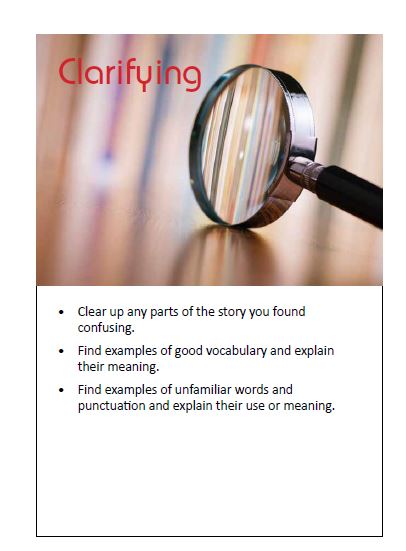 Clarifying
• Clear up any parts of the story you found
confusing.
• Find examples of good vocabulary and explain
their meaning.
• Find examples of unfamiliar words and
punctuation and explain their use or meaning.